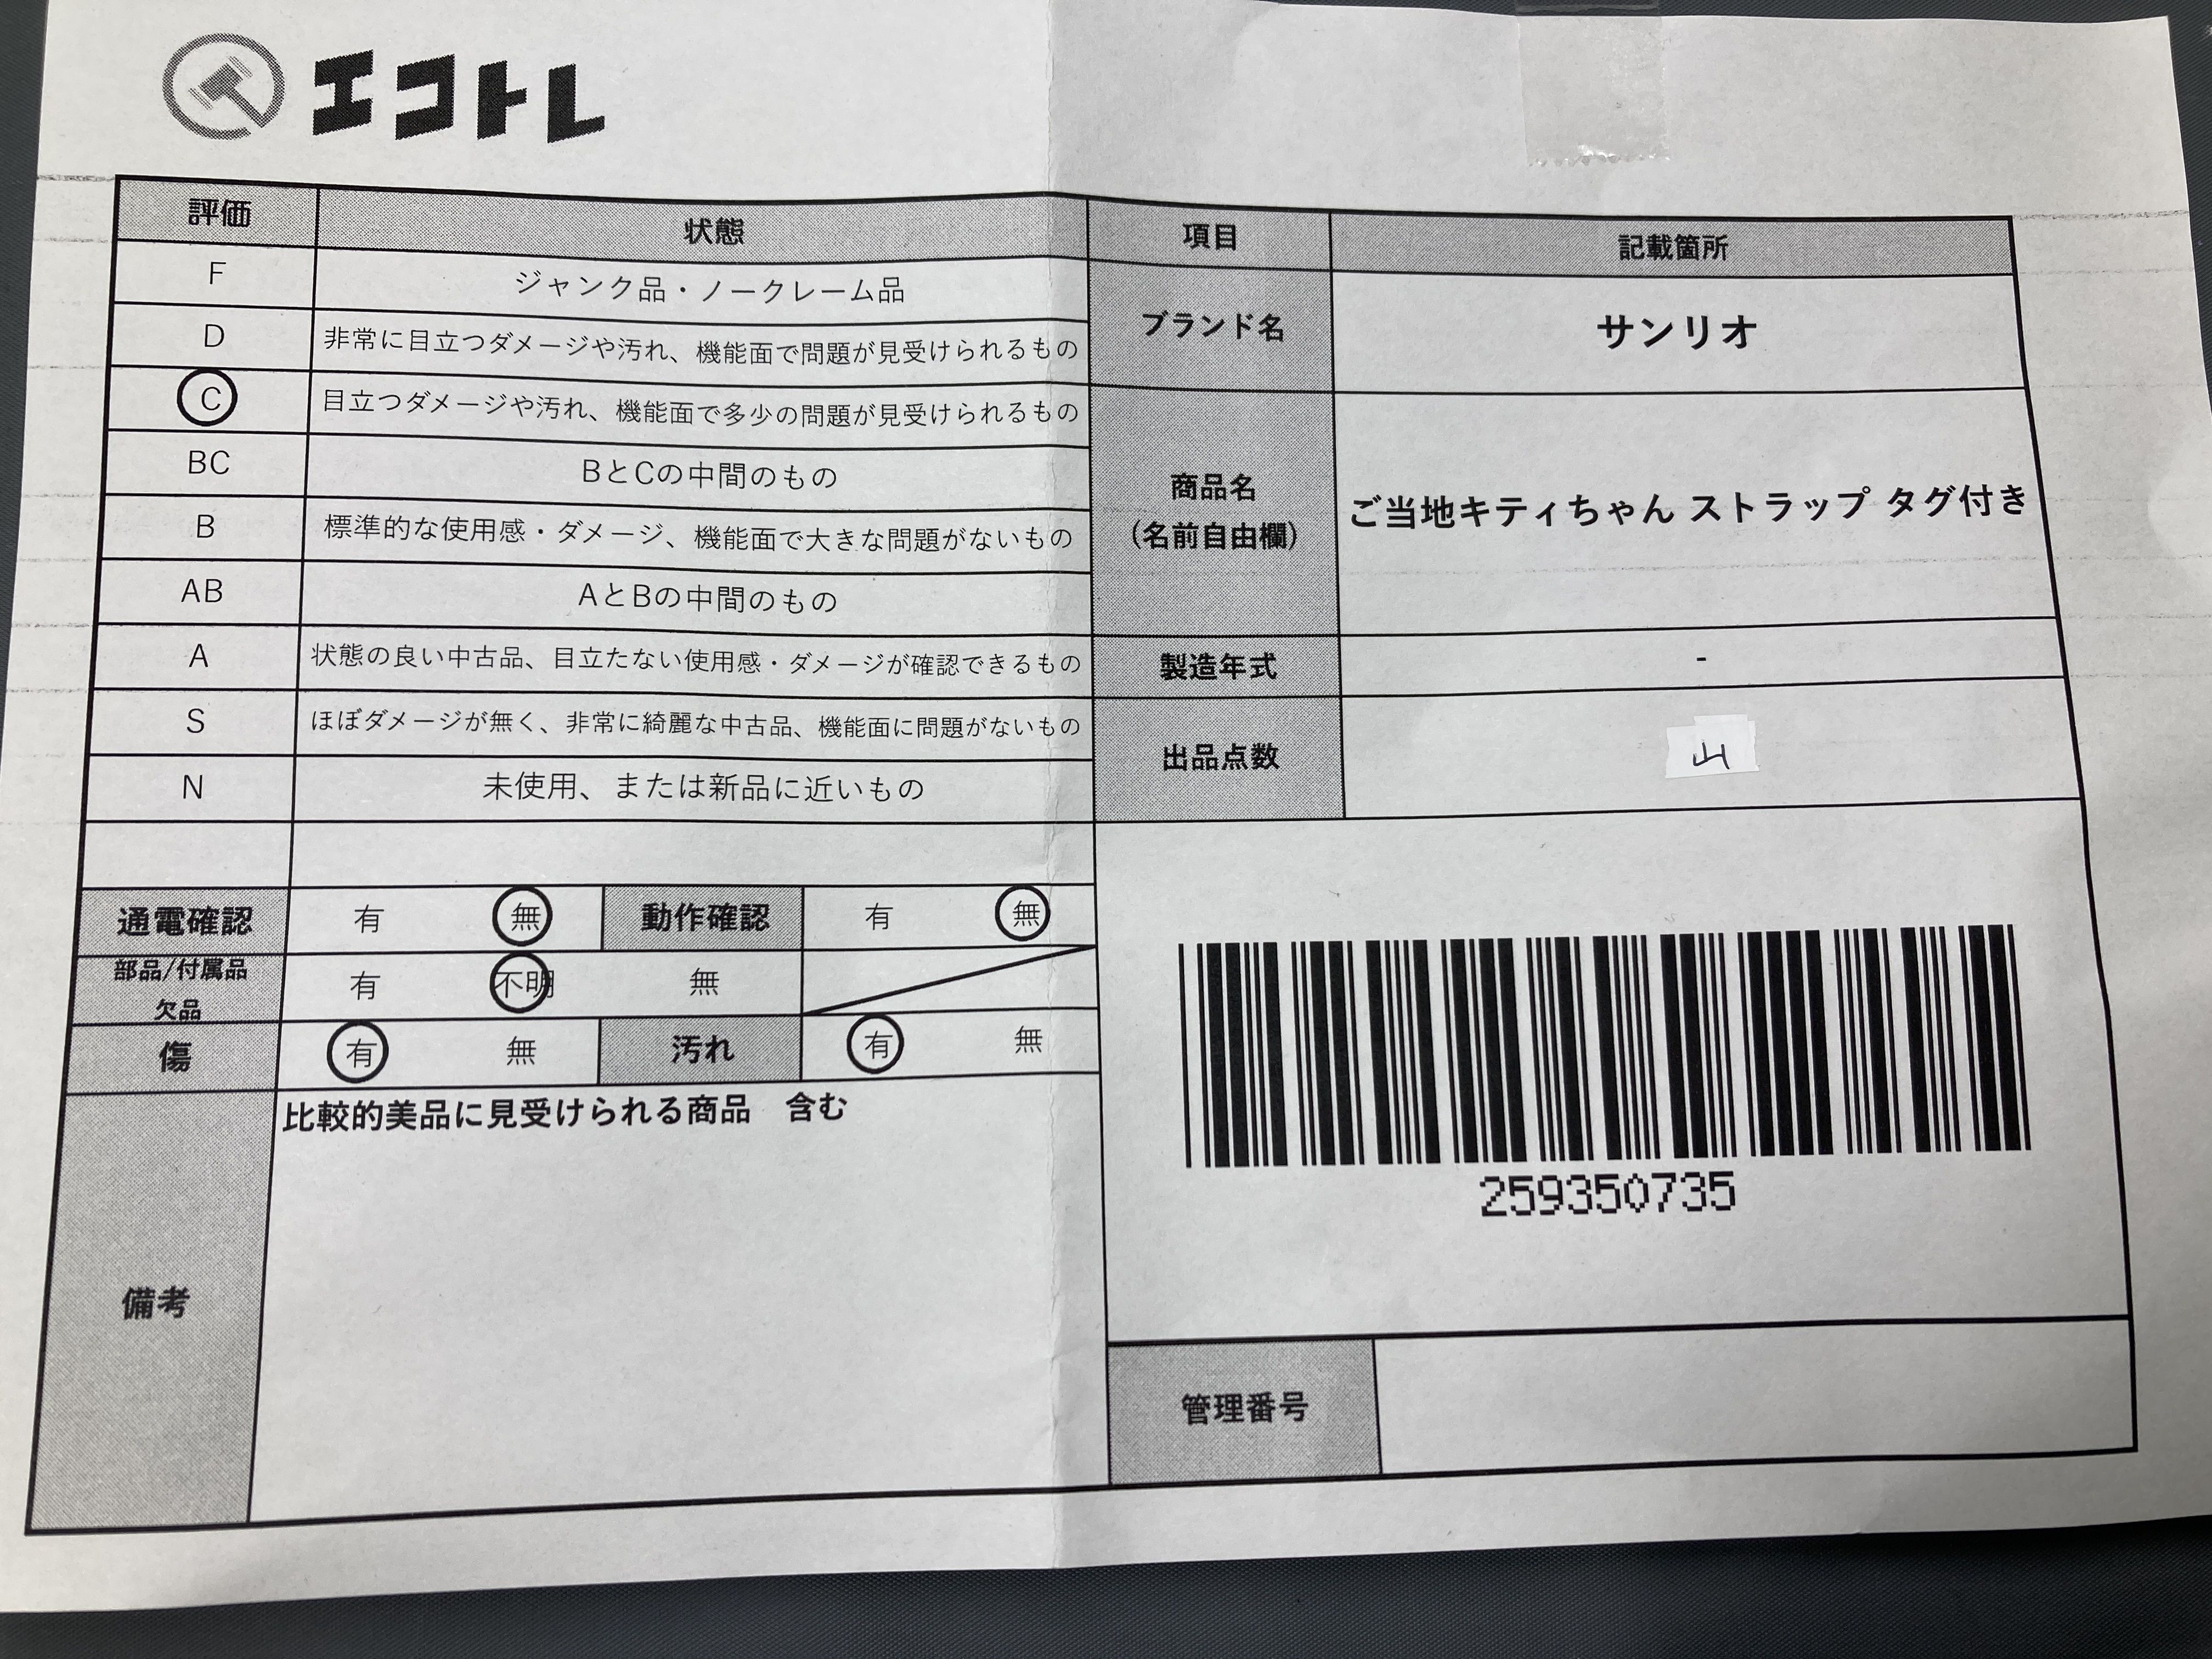 エコトレ
評価 状態
F ジャンク品・ノークレーム品
D 非常に目立つダメージや汚れ、機能面で問題が見受けられるもの
C 目立つダメージや汚れ、機能面で多少の問題が見受けられるもの
BC BとCの中間のもの
B 標準的な使用感・ダメージ、機能面で大きな問題がないもの
AB AとBの中間のもの
A 状態の良い中古品、目立たない使用感・ダメージが確認できるもの
S ほぼダメージが無く、非常に綺麗な中古品、機能面に問題がないもの
N 未使用、または新品に近いもの
通電確認 有 無 動作確認 有 無
部品/付属品
欠品
有 不明 無
傷 有 無 汚れ 有 無
備考
比較的美品に見受けられる商品 含む
項目 記載箇所
ブランド名 サンリオ
商品名
(名前自由欄)
ご当地キティちゃん ストラップ タグ付き
製造年式 -
出品点数 山
259350735
管理番号